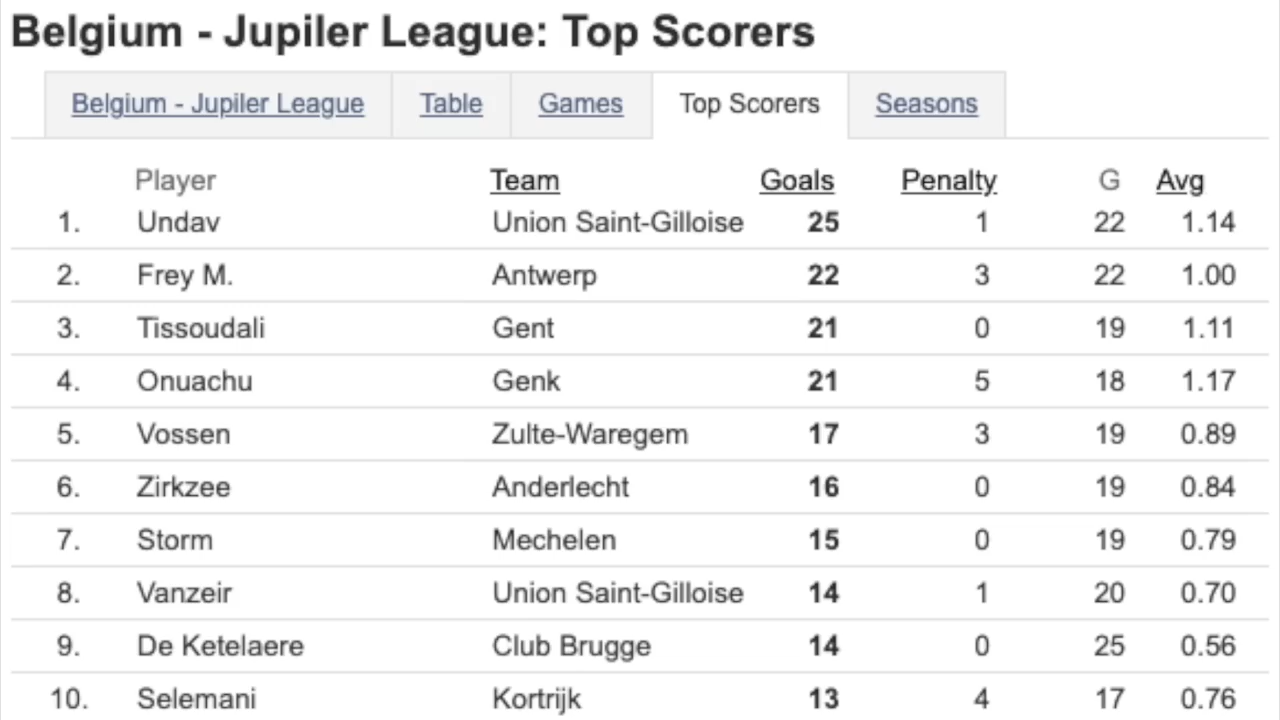 Belgium - Jupiler League: Top Scorers
Belgium - Jupiler League Table Games Top Scorers Seasons
Player Team Goals Penalty G Avg
1. Undav Union Saint-Gilloise 25 1 22 1.14
2. Frey M. Antwerp 22 3 22 1.00
3. Tissoudali Gent 21 0 19 1.11
4. Onuachu Genk 21 5 18 1.17
5. Vossen Zulte-Waregem 17 3 19 0.89
6. Zirkzee Anderlecht 16 0 19 0.84
7. Storm Mechelen 15 0 19 0.79
8. Vanzeir Union Saint-Gilloise 14 1 20 0.70
9. De Ketelaere Club Brugge 14 0 25 0.56
10. Selemani Kortrijk 13 4 17 0.76